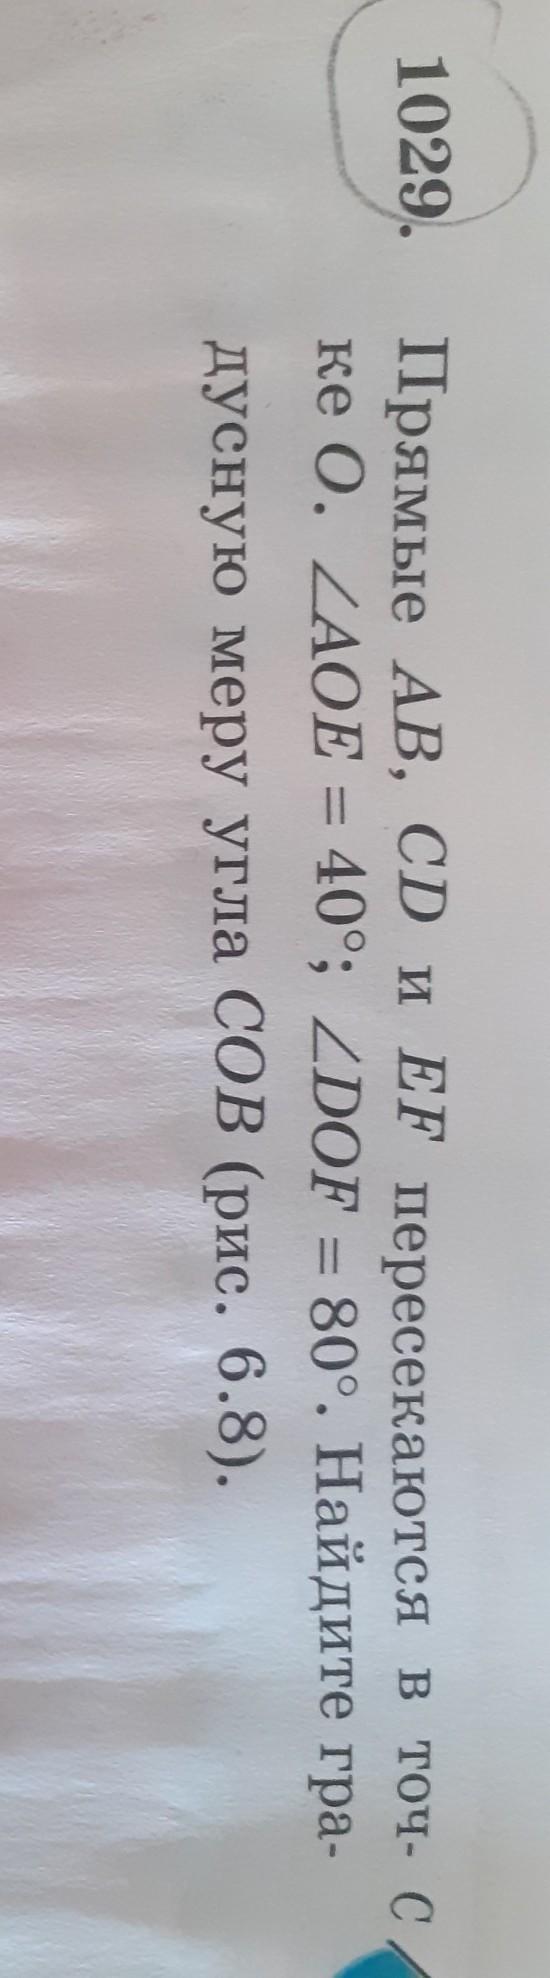 1029. Прямые AB, CD и EF пересекаются в точ-
ке O. ∠AOE = 40°; ∠DOF = 80°. Найдите гра-
дусную меру угла COB (рис. 6.8).
C